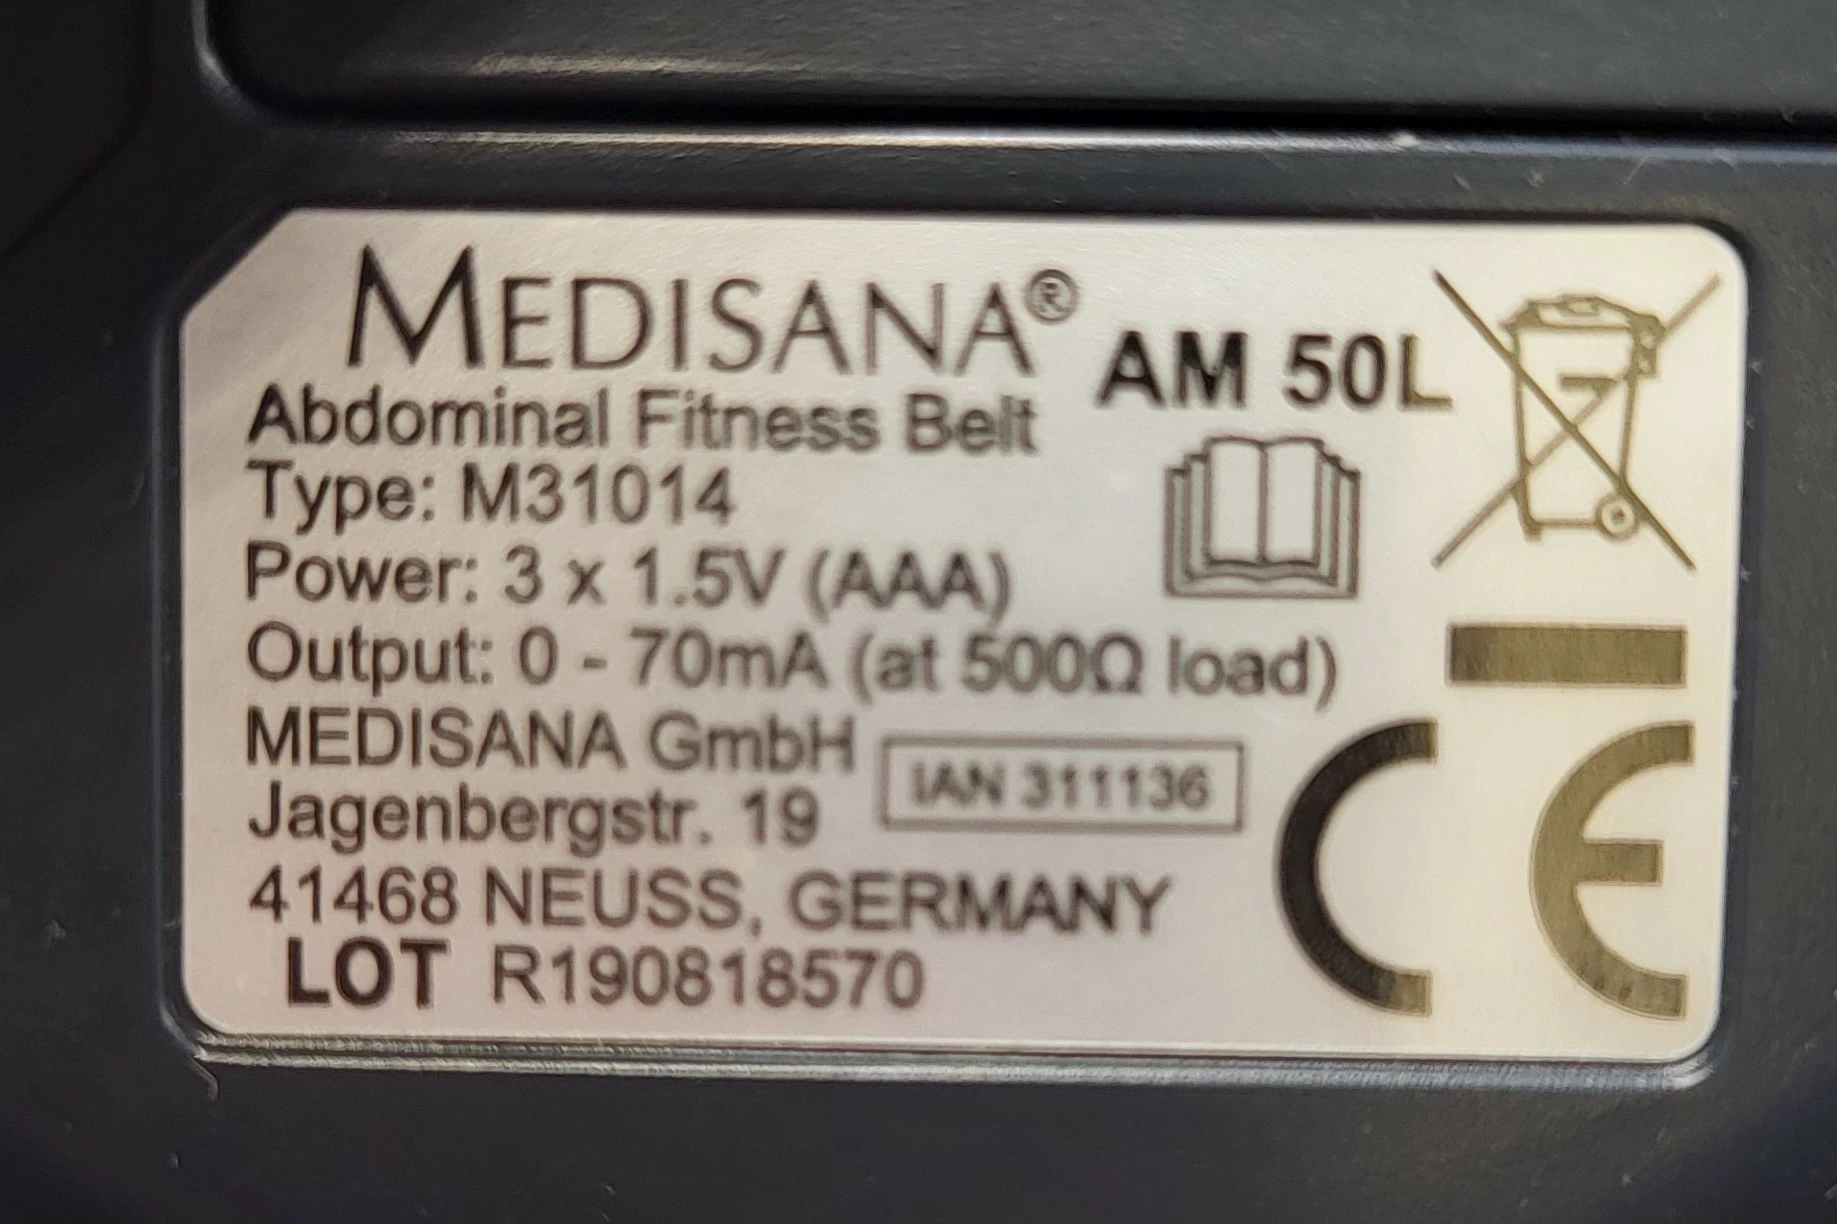 MEDISANA® AM 50L
Abdominal Fitness Belt
Type: M31014
Power: 3 x 1.5V (AAA)
Output: 0 - 70mA (at 500Ω load)
MEDISANA GmbH
IAN 311136
Jagenbergstr. 19
41468 NEUSS, GERMANY
LOT R190818570
CE